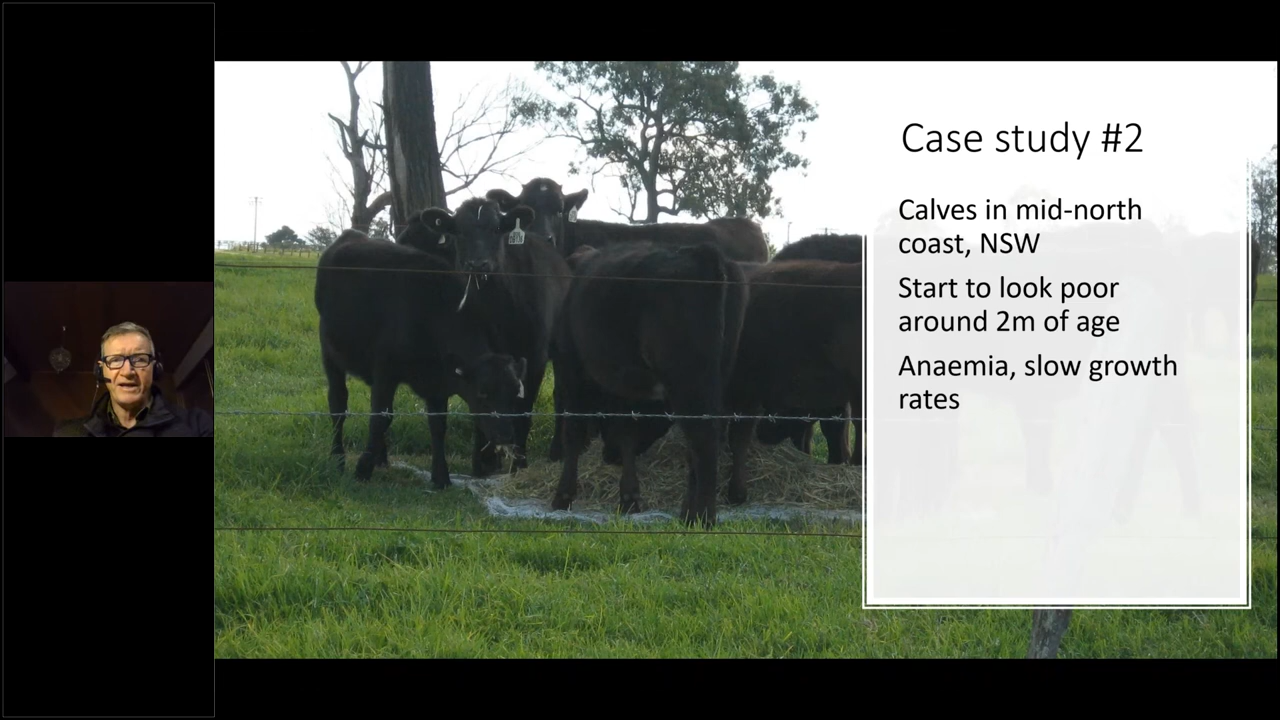 Case study #2
Calves in mid-north
coast, NSW
Start to look poor
around 2m of age
Anaemia, slow growth
rates